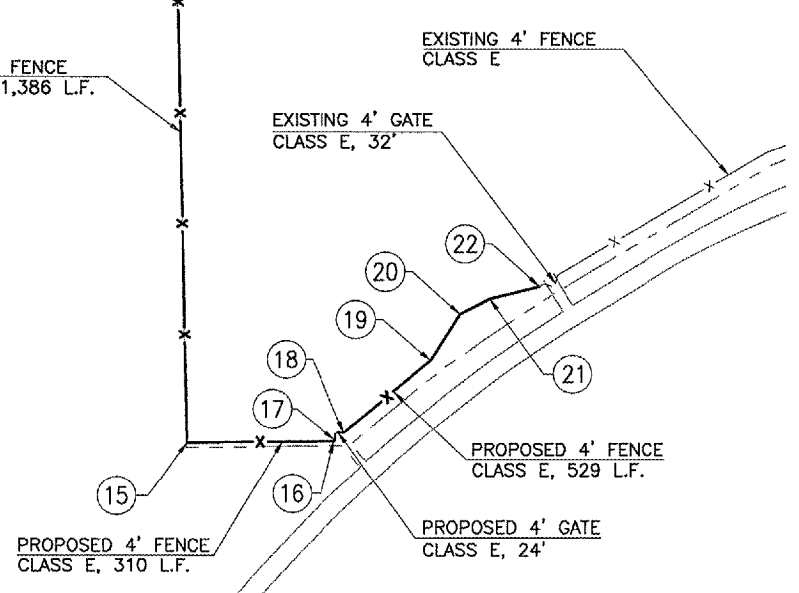 EXISTING 4' FENCE
CLASS E
FENCE
1,386 L.F.
EXISTING 4' GATE
CLASS E, 32'
22
20
19
21
18
17
16
15
PROPOSED 4' FENCE
CLASS E, 529 L.F.
PROPOSED 4' GATE
CLASS E, 24'
PROPOSED 4' FENCE
CLASS E, 310 L.F.